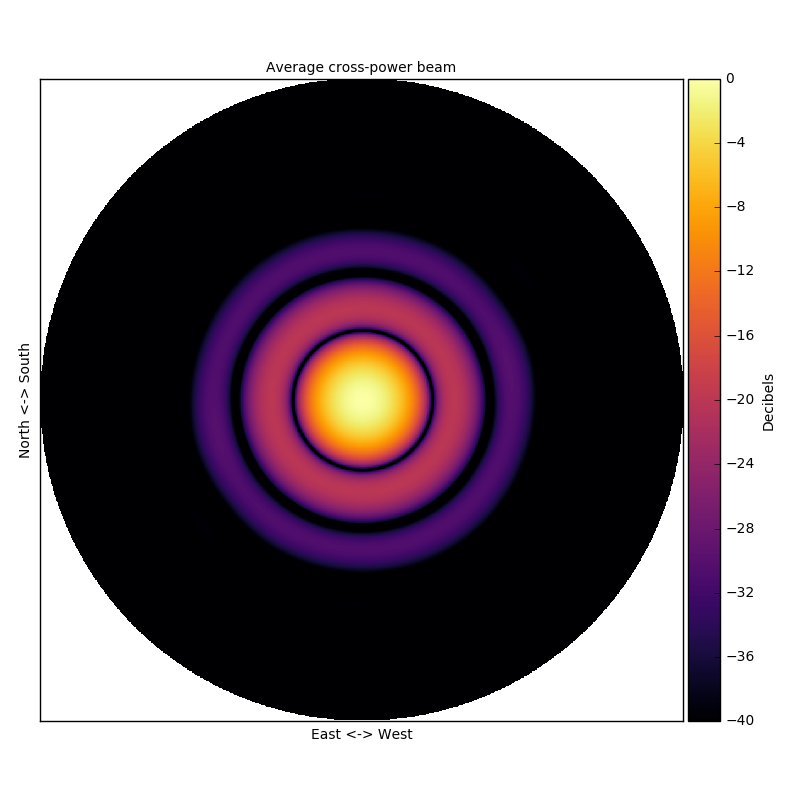 Average cross-power beam
North <-> South
East <-> West
0
−4
−8
−12
−16
−20
−24
−28
−32
−36
−40
Decibels